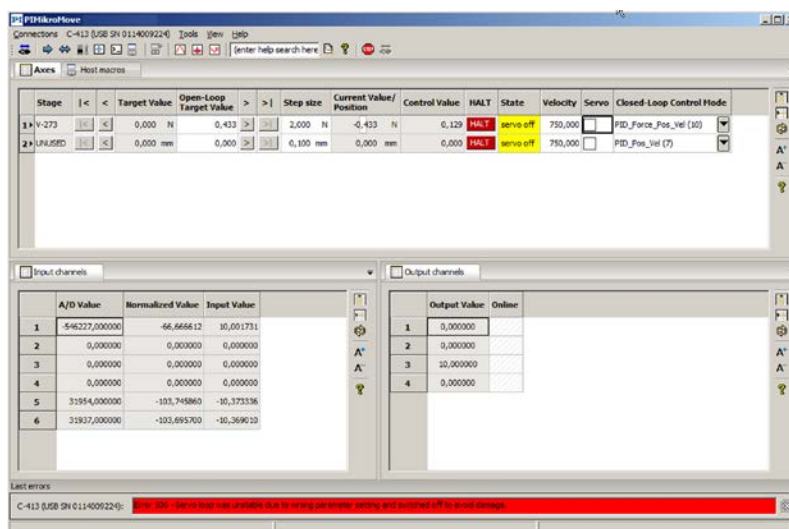 PI PIMikroMove
Connections C-413 (USB SN 0114009224) Tools View Help
(enter help search here
Axes Host macros
Stage |< < Target Value Open-Loop Target Value > >| Step size Current Value/ Position Control Value HALT State Velocity Servo Closed-Loop Control Mode
1 V-273 |< < 0,000 N 0,433 > >| 2,000 N -0,433 N 0,129 HALT servo off 750,000 PID_Force_Pos_Vel (10)
2 UNUSED |< < 0,000 mm 0,000 > >| 0,100 mm 0,000 mm 0,000 HALT servo off 750,000 PID_Pos_Vel (7)
Input channels
A/D Value Normalized Value Input Value
1 -546227,000000 -66,666612 10,001731
2 0,000000 0,000000 0,000000
3 0,000000 0,000000 0,000000
4 0,000000 0,000000 0,000000
5 31954,000000 -103,745860 -10,373336
6 31937,000000 -103,695700 -10,369010
Output channels
Output Value Online
1 0,000000
2 0,000000
3 10,000000
4 0,000000
Last errors
C-413 (USB SN 0114009224): Error 536 - Servo loop was unstable due to wrong parameter setting and switched off to avoid damage.